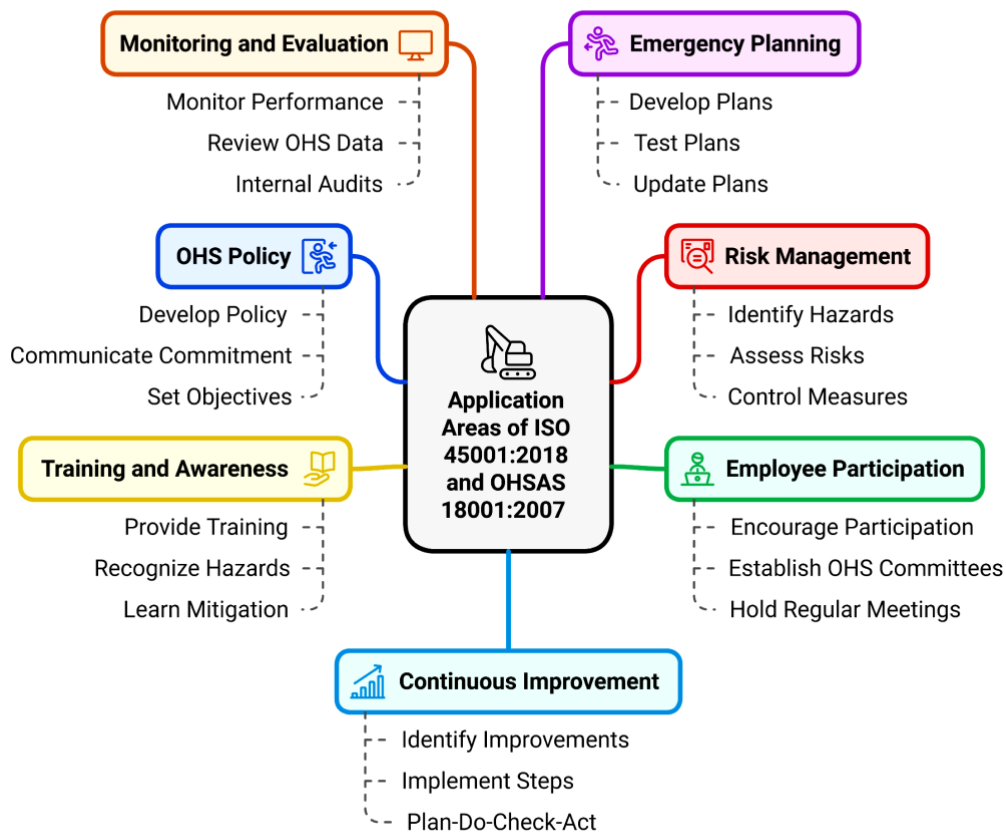 Monitoring and Evaluation
Monitor Performance
Review OHS Data
Internal Audits
Emergency Planning
Develop Plans
Test Plans
Update Plans
OHS Policy
Develop Policy
Communicate Commitment
Set Objectives
Risk Management
Identify Hazards
Assess Risks
Control Measures
Application
Areas of ISO
45001:2018
and OHSAS
18001:2007
Training and Awareness
Provide Training
Recognize Hazards
Learn Mitigation
Employee Participation
Encourage Participation
Establish OHS Committees
Hold Regular Meetings
Continuous Improvement
Identify Improvements
Implement Steps
Plan-Do-Check-Act